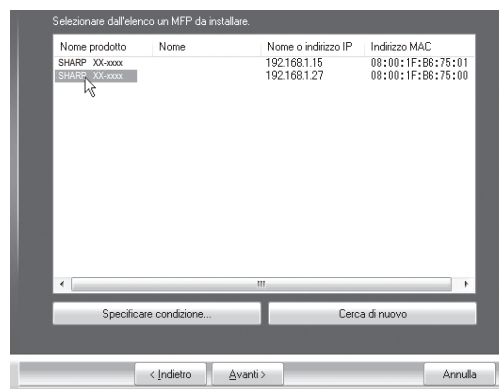 Selezionare dall'elenco un MFP da installare.
Nome prodotto Nome Nome o indirizzo IP Indirizzo MAC
SHARP XX-xxxx 192.168.1.15 08:00:1F:B6:75:01
SHARP XX-xxxx 192.168.1.27 08:00:1F:B6:75:00
Specificare condizione... Cerca di nuovo
< Indietro Avanti > Annulla